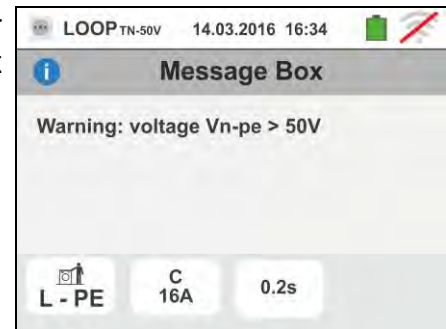 LOOP TN-50V 14.03.2016 16:34
i Message Box
Warning: voltage Vn-pe > 50V
L - PE C 16A 0.2s